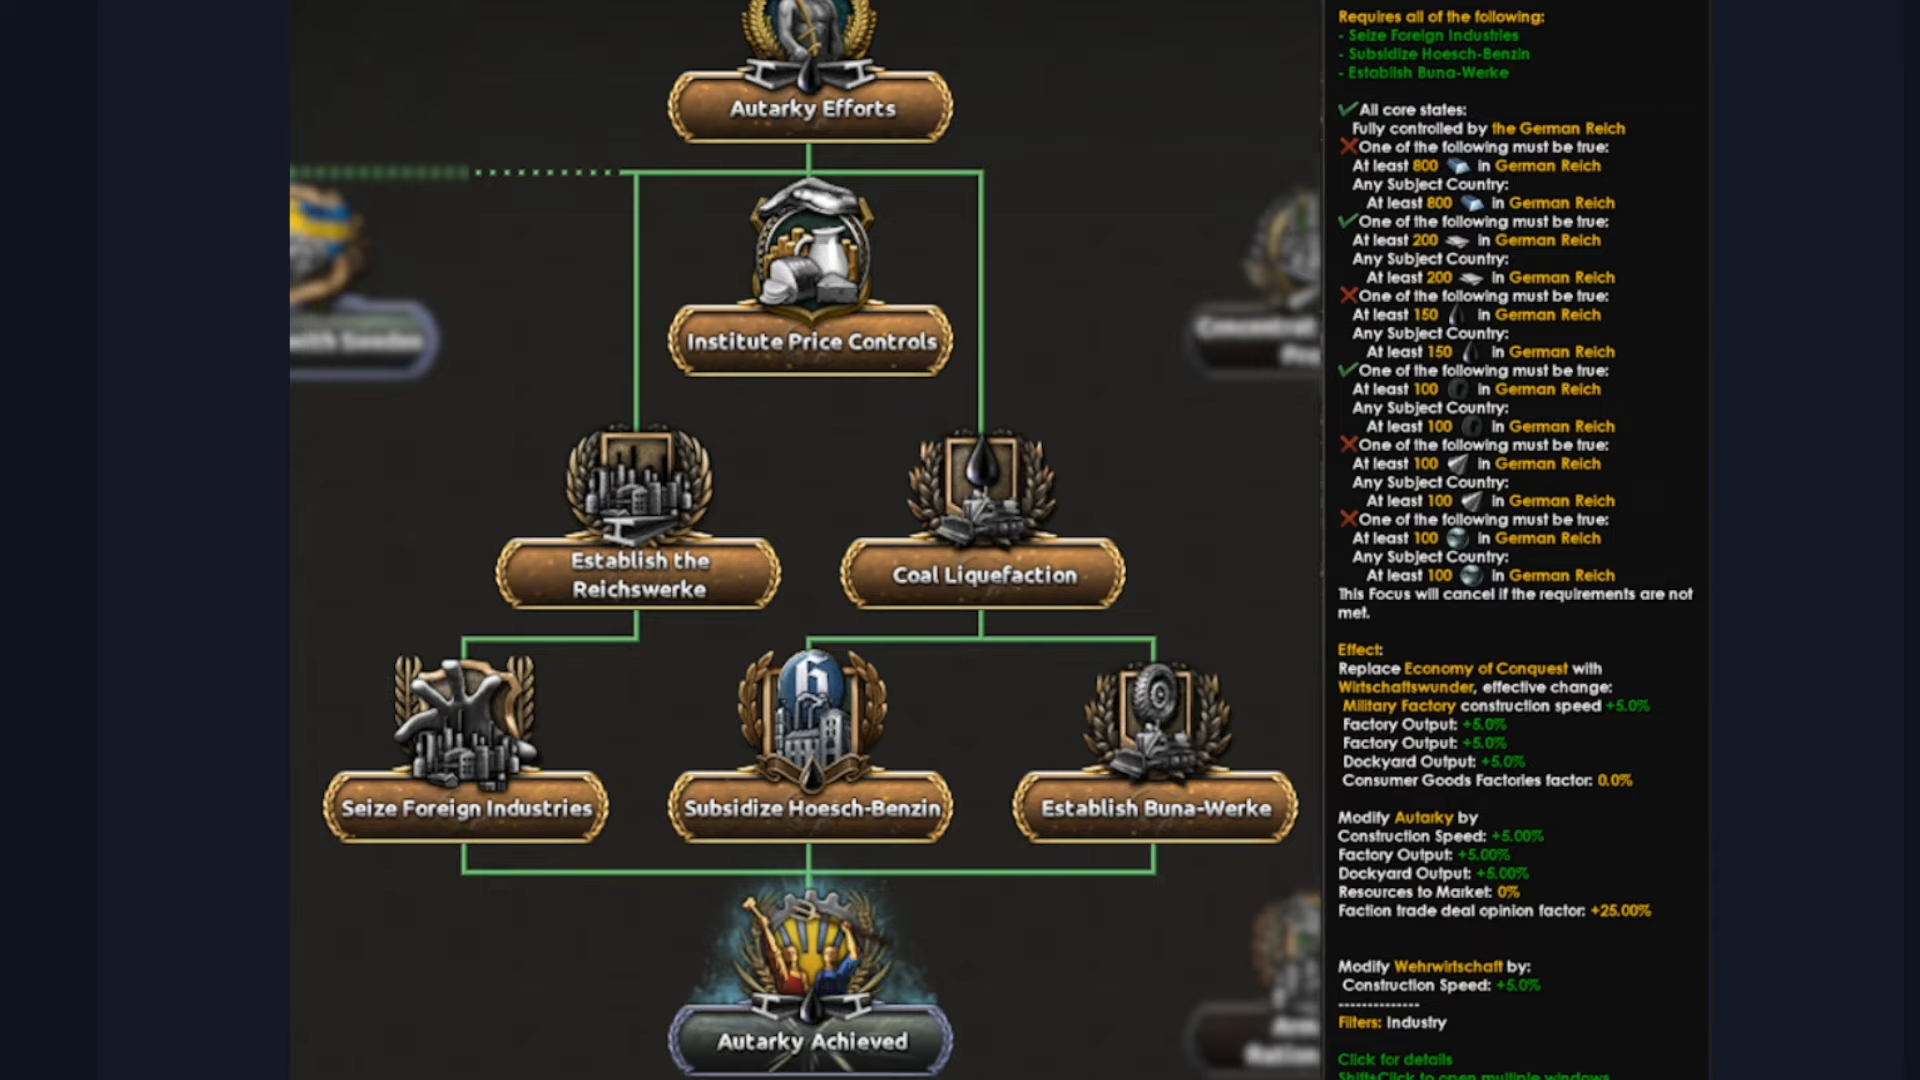 Autarky Efforts
Institute Price Controls
with Sweden
Establish the
Reichswerke
Coal Liquefaction
Seize Foreign Industries
Subsidize Hoesch-Benzin
Establish Buna-Werke
Autarky Achieved
Requires all of the following:
- Seize Foreign Industries
- Subsidize Hoesch-Benzin
- Establish Buna-Werke
All core states:
Fully controlled by the German Reich
One of the following must be true:
At least 800 in German Reich
Any Subject Country:
At least 800 in German Reich
One of the following must be true:
At least 200 in German Reich
Any Subject Country:
At least 200 in German Reich
One of the following must be true:
At least 150 in German Reich
Any Subject Country:
At least 150 in German Reich
One of the following must be true:
At least 100 in German Reich
Any Subject Country:
At least 100 in German Reich
One of the following must be true:
At least 100 in German Reich
Any Subject Country:
At least 100 in German Reich
One of the following must be true:
At least 100 in German Reich
Any Subject Country:
At least 100 in German Reich
This Focus will cancel if the requirements are not
met.
Effect:
Replace Economy of Conquest with
Wirtschaftswunder, effective change:
Military Factory construction speed +5.0%
Factory Output: +5.0%
Factory Output: +5.0%
Dockyard Output: +5.0%
Consumer Goods Factories factor: 0.0%
Modify Autarky by
Construction Speed: +5.00%
Factory Output: +5.00%
Dockyard Output: +5.00%
Resources to Market: 0%
Faction trade deal opinion factor: +25.00%
Modify Wehrwirtschaft by:
Construction Speed: +5.0%
--------------
Filters: Industry
Click for details
Shift+Click to open multiple windows